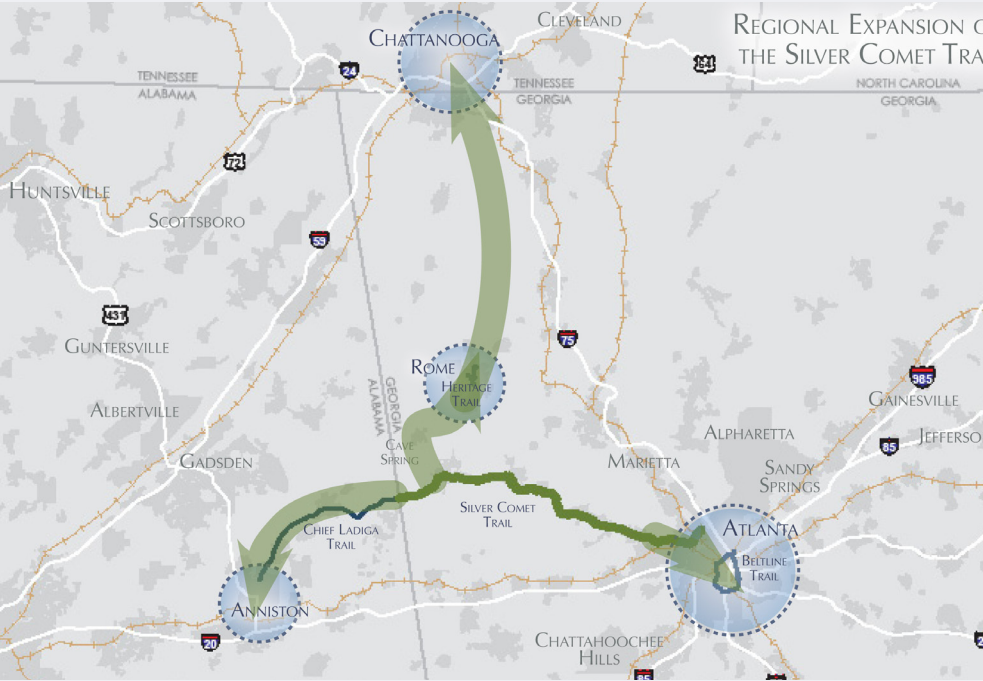 REGIONAL EXPANSION O
THE SILVER COMET TRA
CLEVELAND
CHATTANOOGA
24
64
TENNESSEE
ALABAMA
TENNESSEE
GEORGIA
NORTH CAROLINA
GEORGIA
72
HUNTSVILLE
SCOTTSBORO
59
431
GUNTERSVILLE
75
ROME
HERITAGE
TRAIL
GEORGIA
ALABAMA
985
GAINESVILLE
ALBERTVILLE
ALPHARETTA
85
JEFFERSO
CAVE
SPRING
GADSDEN
MARIETTA
SANDY
SPRINGS
SILVER COMET
TRAIL
CHIEF LADIGA
TRAIL
ATLANTA
BELTLINE
TRAIL
ANNISTON
20
CHATTAHOOCHEE
HILLS
85